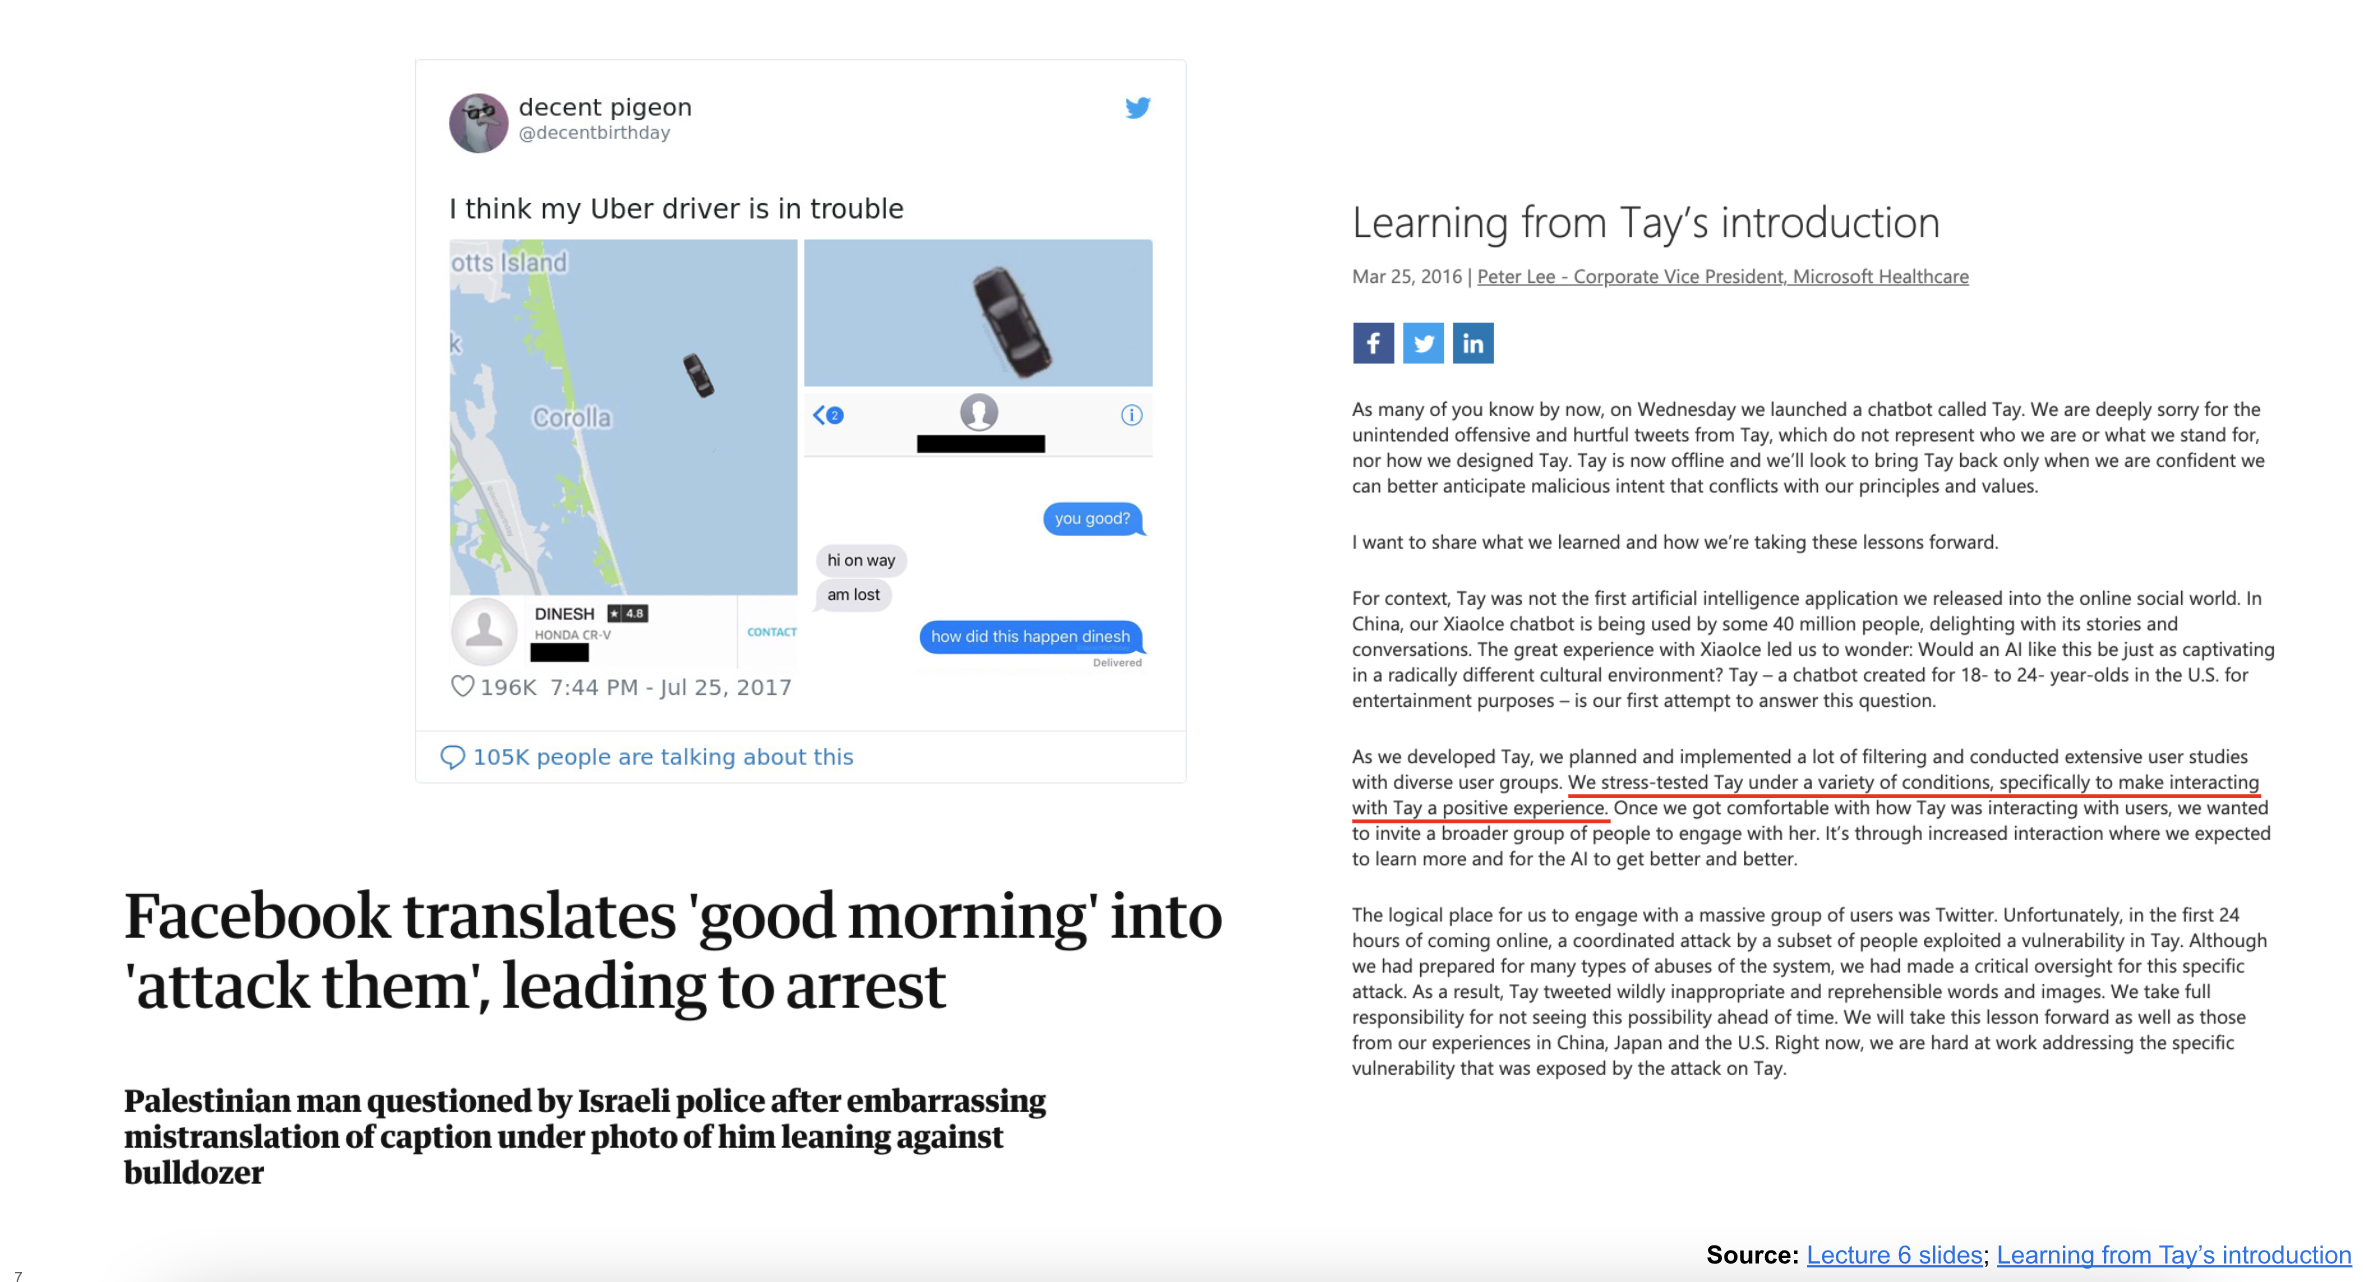 decent pigeon
@decentbirthday
I think my Uber driver is in trouble
otts Island
k
Corolla
DINESH ★ 4.8
HONDA CR-V
CONTACT
2
you good?
hi on way
am lost
how did this happen dinesh
Delivered
196K 7:44 PM - Jul 25, 2017
105K people are talking about this
Facebook translates 'good morning' into
'attack them', leading to arrest
Palestinian man questioned by Israeli police after embarrassing
mistranslation of caption under photo of him leaning against
bulldozer
Learning from Tay’s introduction
Mar 25, 2016 | Peter Lee - Corporate Vice President, Microsoft Healthcare
f in
As many of you know by now, on Wednesday we launched a chatbot called Tay. We are deeply sorry for the
unintended offensive and hurtful tweets from Tay, which do not represent who we are or what we stand for,
nor how we designed Tay. Tay is now offline and we’ll look to bring Tay back only when we are confident we
can better anticipate malicious intent that conflicts with our principles and values.
I want to share what we learned and how we’re taking these lessons forward.
For context, Tay was not the first artificial intelligence application we released into the online social world. In
China, our XiaoIce chatbot is being used by some 40 million people, delighting with its stories and
conversations. The great experience with XiaoIce led us to wonder: Would an AI like this be just as captivating
in a radically different cultural environment? Tay – a chatbot created for 18- to 24- year-olds in the U.S. for
entertainment purposes – is our first attempt to answer this question.
As we developed Tay, we planned and implemented a lot of filtering and conducted extensive user studies
with diverse user groups. We stress-tested Tay under a variety of conditions, specifically to make interacting
with Tay a positive experience. Once we got comfortable with how Tay was interacting with users, we wanted
to invite a broader group of people to engage with her. It’s through increased interaction where we expected
to learn more and for the AI to get better and better.
The logical place for us to engage with a massive group of users was Twitter. Unfortunately, in the first 24
hours of coming online, a coordinated attack by a subset of people exploited a vulnerability in Tay. Although
we had prepared for many types of abuses of the system, we had made a critical oversight for this specific
attack. As a result, Tay tweeted wildly inappropriate and reprehensible words and images. We take full
responsibility for not seeing this possibility ahead of time. We will take this lesson forward as well as those
from our experiences in China, Japan and the U.S. Right now, we are hard at work addressing the specific
vulnerability that was exposed by the attack on Tay.
Source: Lecture 6 slides; Learning from Tay’s introduction
7